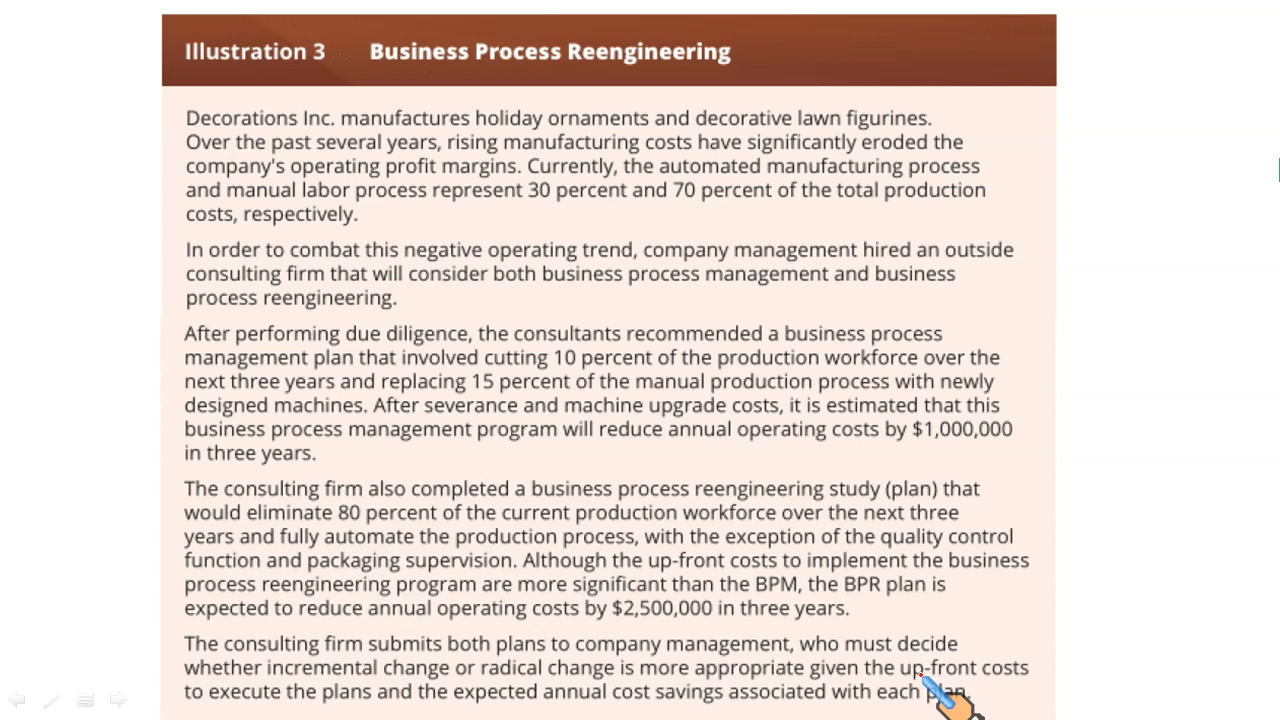 Illustration 3 Business Process Reengineering
Decorations Inc. manufactures holiday ornaments and decorative lawn figurines.
Over the past several years, rising manufacturing costs have significantly eroded the
company's operating profit margins. Currently, the automated manufacturing process
and manual labor process represent 30 percent and 70 percent of the total production
costs, respectively.
In order to combat this negative operating trend, company management hired an outside
consulting firm that will consider both business process management and business
process reengineering.
After performing due diligence, the consultants recommended a business process
management plan that involved cutting 10 percent of the production workforce over the
next three years and replacing 15 percent of the manual production process with newly
designed machines. After severance and machine upgrade costs, it is estimated that this
business process management program will reduce annual operating costs by $1,000,000
in three years.
The consulting firm also completed a business process reengineering study (plan) that
would eliminate 80 percent of the current production workforce over the next three
years and fully automate the production process, with the exception of the quality control
function and packaging supervision. Although the up-front costs to implement the business
process reengineering program are more significant than the BPM, the BPR plan is
expected to reduce annual operating costs by $2,500,000 in three years.
The consulting firm submits both plans to company management, who must decide
whether incremental change or radical change is more appropriate given the up-front costs
to execute the plans and the expected annual cost savings associated with each plan.